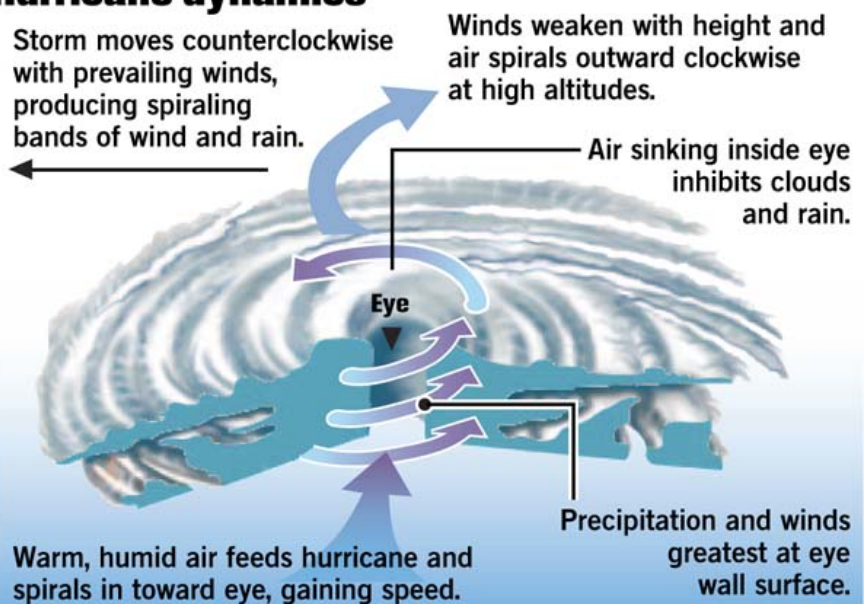 hurricane dynamics
Storm moves counterclockwise
with prevailing winds,
producing spiraling
bands of wind and rain.
Winds weaken with height and
air spirals outward clockwise
at high altitudes.
Air sinking inside eye
inhibits clouds
and rain.
Eye
Precipitation and winds
greatest at eye
wall surface.
Warm, humid air feeds hurricane and
spirals in toward eye, gaining speed.